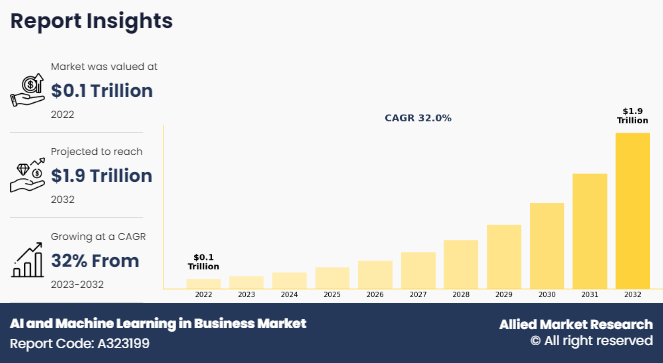 Report Insights
Market was valued at
$0.1 Trillion
2022
Projected to reach
$1.9 Trillion
2032
Growing at a CAGR
32% From
2023-2032
CAGR 32.0%
$0.1
Trillion
$1.9
Trillion
2022 2023 2024 2025 2026 2027 2028 2029 2030 2031 2032
AI and Machine Learning in Business Market
Report Code: A323199
Allied Market Research
© All right reserved